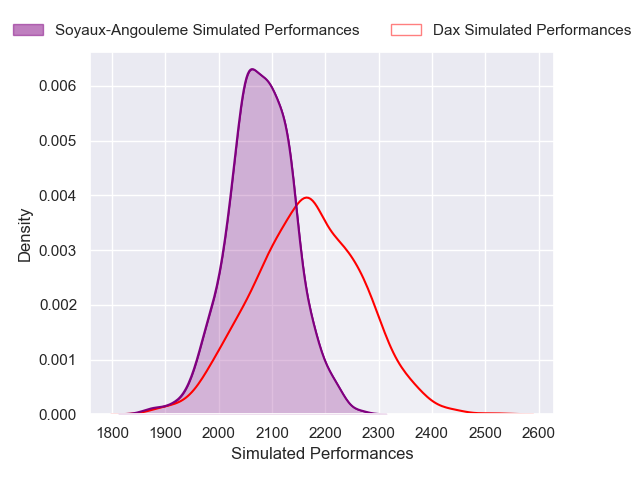 Soyaux-Angouleme Simulated Performances
Dax Simulated Performances
0.006
0.005
0.004
0.003
0.002
0.001
0.000
Density
1800 1900 2000 2100 2200 2300 2400 2500 2600
Simulated Performances